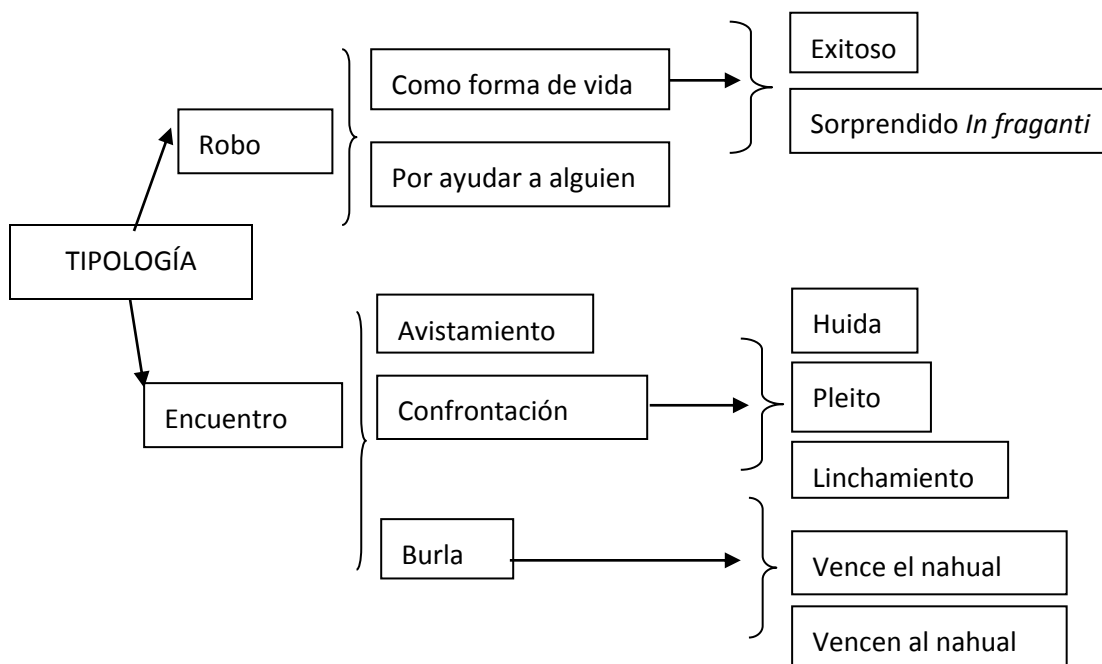 TIPOLOGÍA
Robo
Como forma de vida
Exitoso
Sorprendido In fraganti
Por ayudar a alguien
Encuentro
Avistamiento
Confrontación
Huida
Pleito
Linchamiento
Burla
Vence el nahual
Vencen al nahual